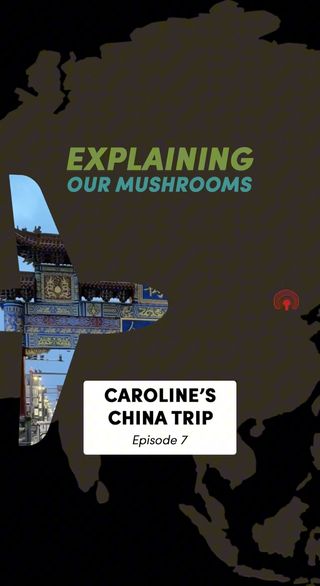 EXPLAINING
OUR MUSHROOMS
CAROLINE'S
CHINA TRIP
Episode 7